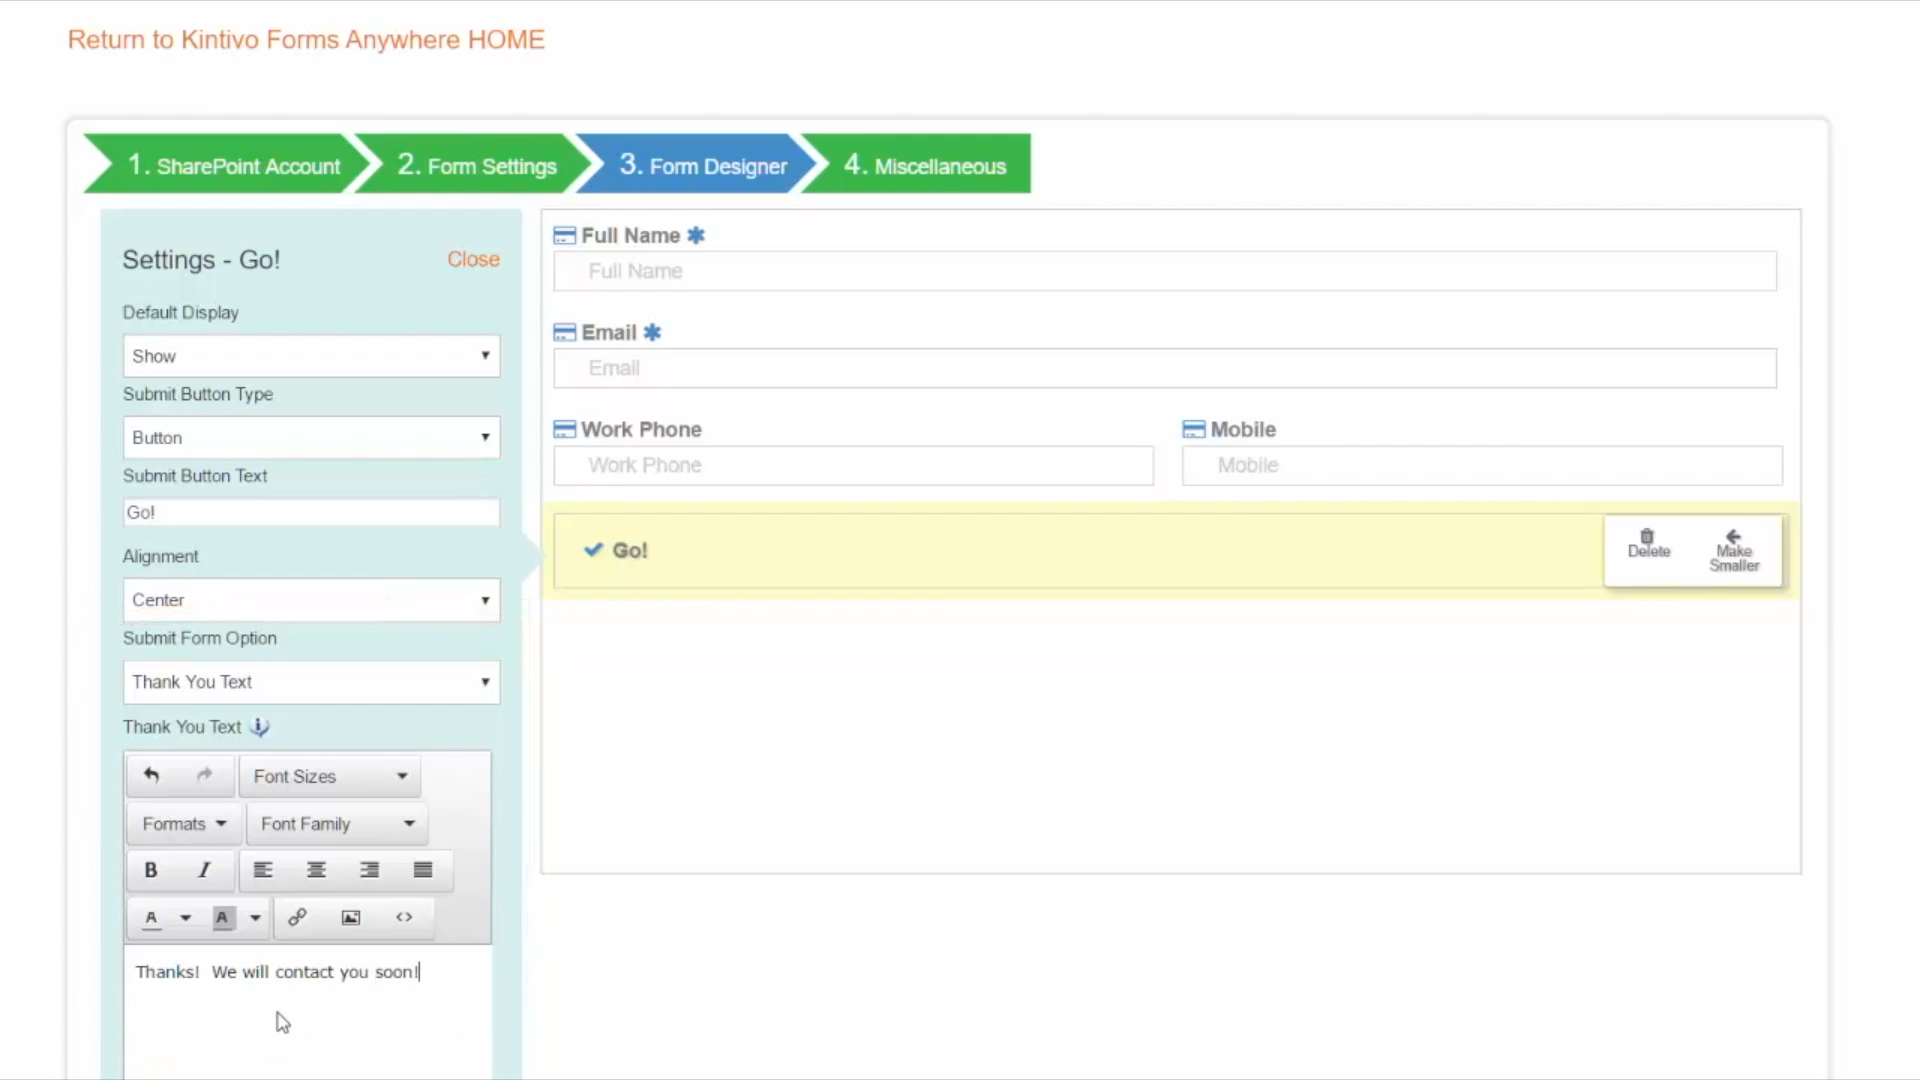 Return to Kintivo Forms Anywhere HOME
1. SharePoint Account 2. Form Settings 3. Form Designer 4. Miscellaneous
Settings - Go! Close
Default Display
Show
Submit Button Type
Button
Submit Button Text
Go!
Alignment
Center
Submit Form Option
Thank You Text
Thank You Text
Font Sizes
Formats Font Family
B I
A A
Thanks! We will contact you soon!
Full Name *
Full Name
Email *
Email
Work Phone Mobile
Work Phone Mobile
Go! Delete Make
Smaller